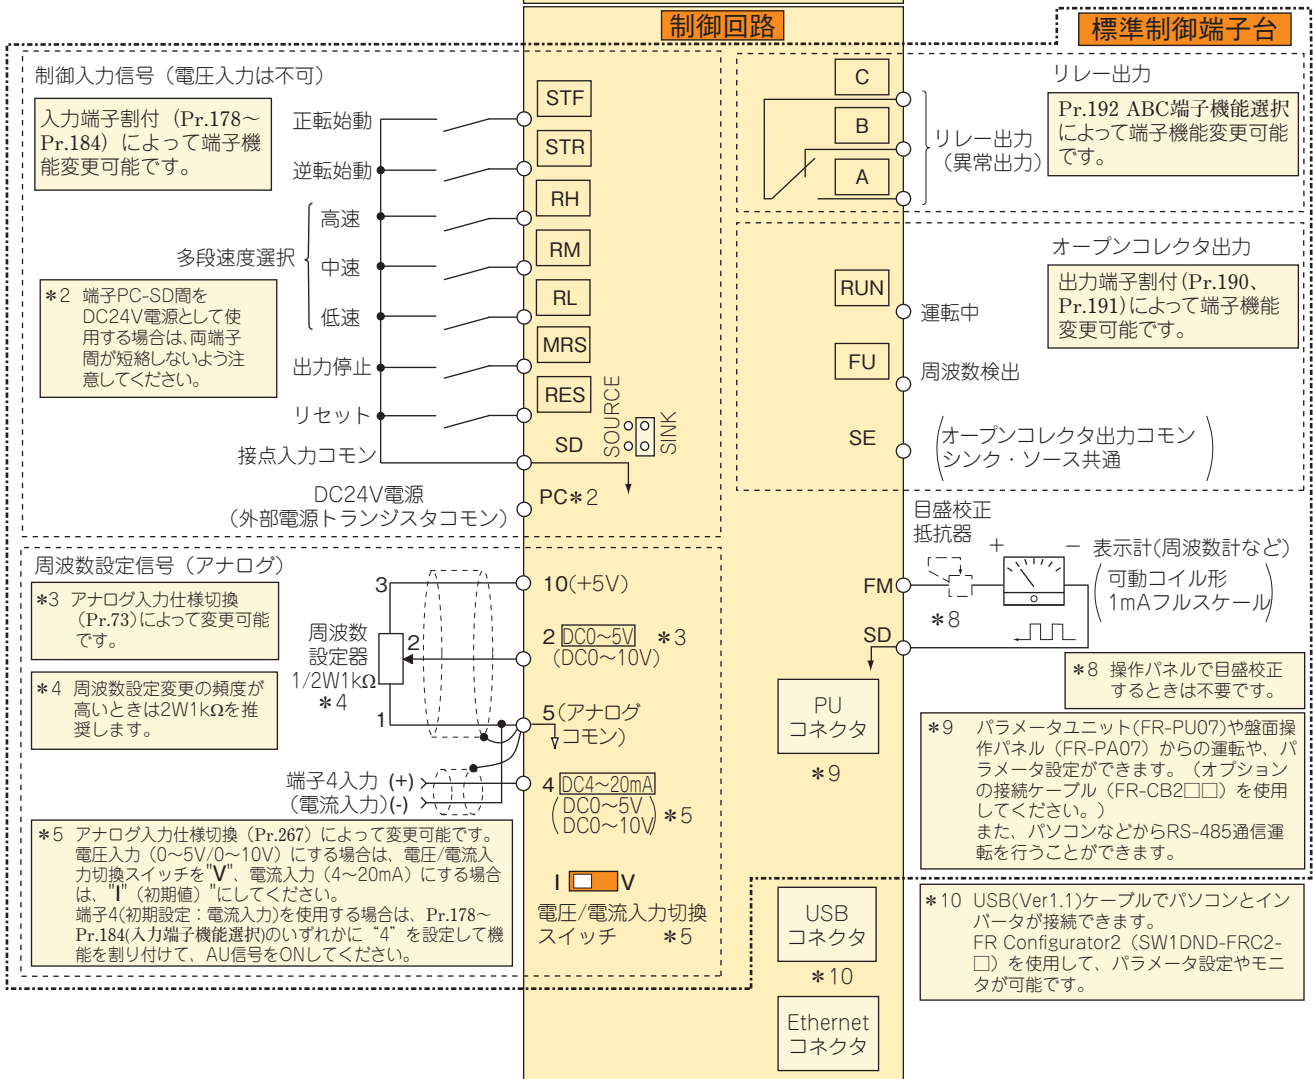 制御回路
標準制御端子台
制御入力信号（電圧入力は不可）
入力端子割付（Pr.178～
Pr.184）によって端子機
能変更可能です。
正転始動
STF
逆転始動
STR
多段速度選択
高速
RH
中速
RM
低速
RL
＊2 端子PC-SD間を
DC24V電源として使
用する場合は、両端子
間が短絡しないよう注
意してください。
出力停止
MRS
リセット
RES
SOURCE
SINK
接点入力コモン
SD
DC24V電源
（外部電源トランジスタコモン）
PC＊2
周波数設定信号（アナログ）
＊3 アナログ入力仕様切換
（Pr.73）によって変更可能
です。
＊4 周波数設定変更の頻度が
高いときは2W1kΩを推
奨します。
周波数
設定器
1/2W1kΩ
＊4
3
2
1
10(+5V)
2 DC0～5V ＊3
(DC0～10V)
5(アナログ
コモン)
端子4入力 (+)
(電流入力)(-)
4 DC4～20mA
DC0～5V
DC0～10V
＊5
＊5 アナログ入力仕様切換（Pr.267）によって変更可能です。
電圧入力（0～5V/0～10V）にする場合は、電圧/電流入
力切換スイッチを"V"、電流入力（4～20mA）にする場合
は、"I"（初期値）"にしてください。
端子4(初期設定：電流入力)を使用する場合は、Pr.178～
Pr.184(入力端子機能選択)のいずれかに“4”を設定して機
能を割り付けて、AU信号をONしてください。
I V
電圧/電流入力切換
スイッチ ＊5
リレー出力
C
B
A
リレー出力
（異常出力）
Pr.192 ABC端子機能選択
によって端子機能変更可能
です。
オープンコレクタ出力
出力端子割付(Pr.190、
Pr.191)によって端子機能
変更可能です。
RUN
運転中
FU
周波数検出
SE
オープンコレクタ出力コモン
シンク・ソース共通
目盛校正
抵抗器
+ −
表示計(周波数計など)
可動コイル形
1mAフルスケール
FM
＊8
SD
＊8 操作パネルで目盛校正
するときは不要です。
PU
コネクタ
＊9
＊9 パラメータユニット(FR-PU07)や盤面操
作パネル（FR-PA07）からの運転や、パ
ラメータ設定ができます。（オプション
の接続ケーブル（FR-CB2□□）を使用
してください。）
また、パソコンなどからRS-485通信運
転を行うことができます。
USB
コネクタ
＊10
＊10 USB(Ver1.1)ケーブルでパソコンとイン
バータが接続できます。
FR Configurator2（SW1DND-FRC2-
□）を使用して、パラメータ設定やモニ
タが可能です。
Ethernet
コネクタ